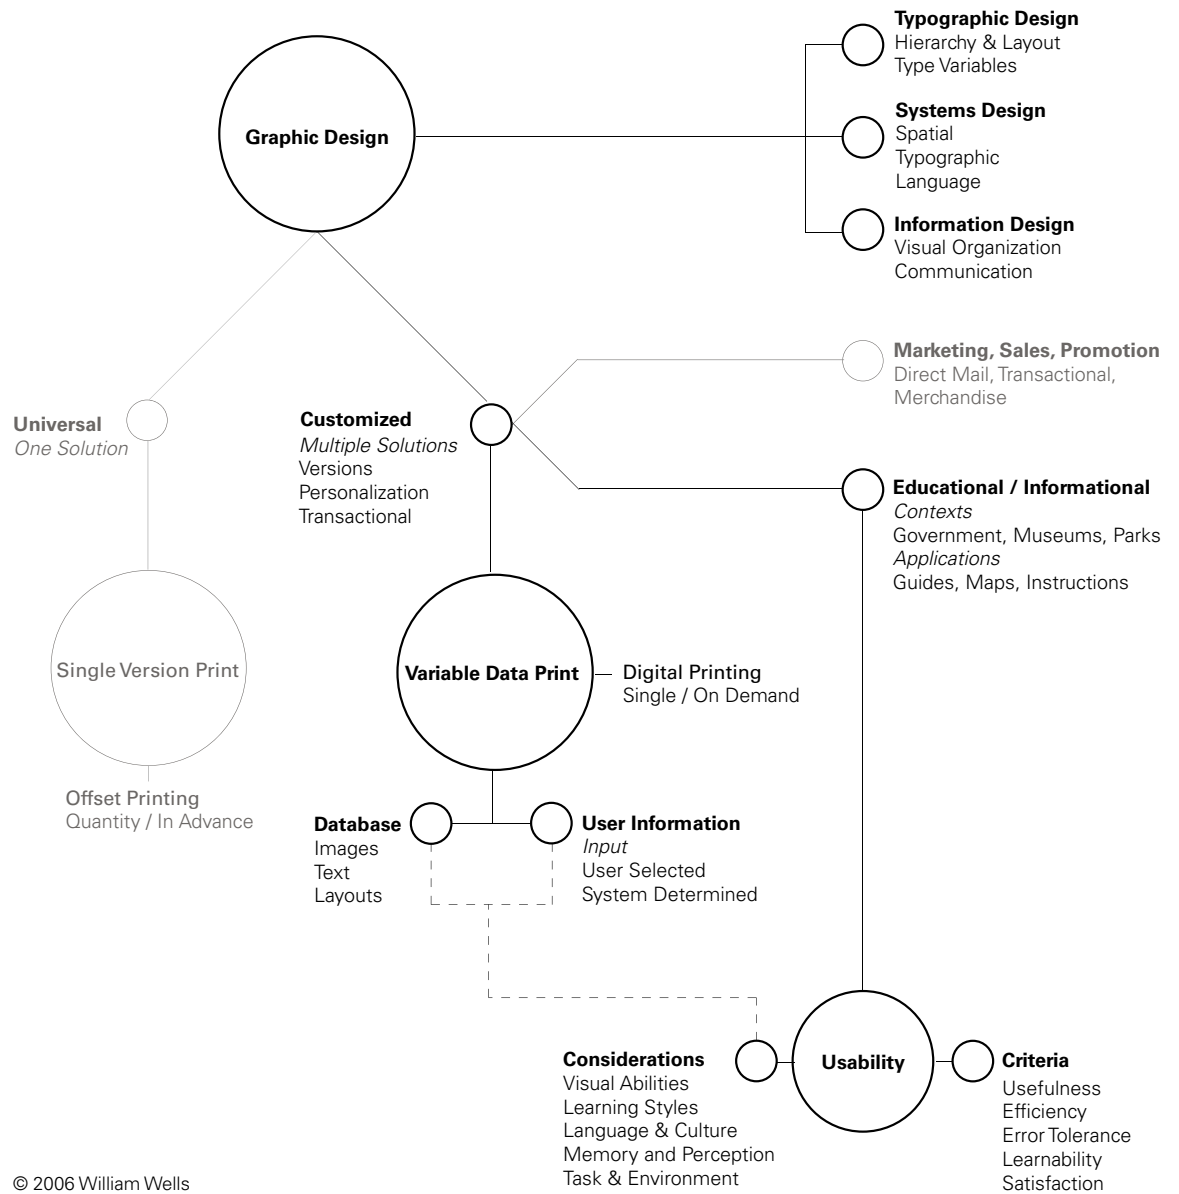 Typographic Design
Hierarchy & Layout
Type Variables
Graphic Design
Systems Design
Spatial
Typographic
Language
Information Design
Visual Organization
Communication
Marketing, Sales, Promotion
Direct Mail, Transactional,
Merchandise
Universal
One Solution
Customized
Multiple Solutions
Versions
Personalization
Transactional
Educational / Informational
Contexts
Government, Museums, Parks
Applications
Guides, Maps, Instructions
Single Version Print
Variable Data Print
Digital Printing
Single / On Demand
Offset Printing
Quantity / In Advance
Database
Images
Text
Layouts
User Information
Input
User Selected
System Determined
Considerations
Visual Abilities
Learning Styles
Language & Culture
Memory and Perception
Task & Environment
Usability
Criteria
Usefulness
Efficiency
Error Tolerance
Learnability
Satisfaction
© 2006 William Wells